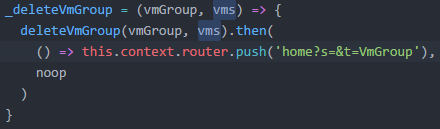 _deleteVmGroup = (vmGroup, vms) => {
deleteVmGroup(vmGroup, vms).then(
() => this.context.router.push('home?s=&t=VmGroup'),
noop
)
}